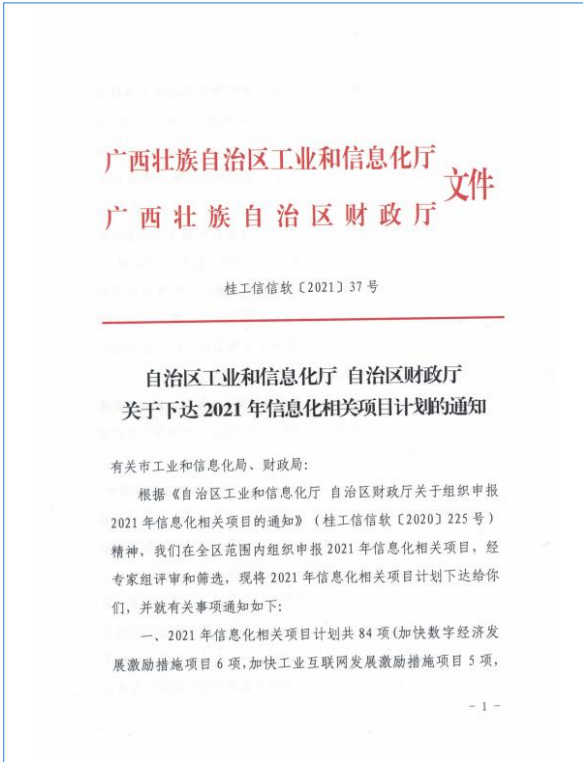 广西壮族自治区工业和信息化厅
广西壮族自治区财政厅
文件
桂工信信软〔2021〕37号
自治区工业和信息化厅 自治区财政厅
关于下达2021年信息化相关项目计划的通知
有关市工业和信息化局、财政局:
根据《自治区工业和信息化厅 自治区财政厅关于组织申报
2021年信息化相关项目的通知》(桂工信信软〔2020〕225号)
精神,我们在全区范围内组织申报2021年信息化相关项目,经
专家组评审和筛选,现将2021年信息化相关项目计划下达给你
们,并就有关事项通知如下:
一、2021年信息化相关项目计划共84项(加快数字经济发
展激励措施项目6项,加快工业互联网发展激励措施项目5项,
- 1 -